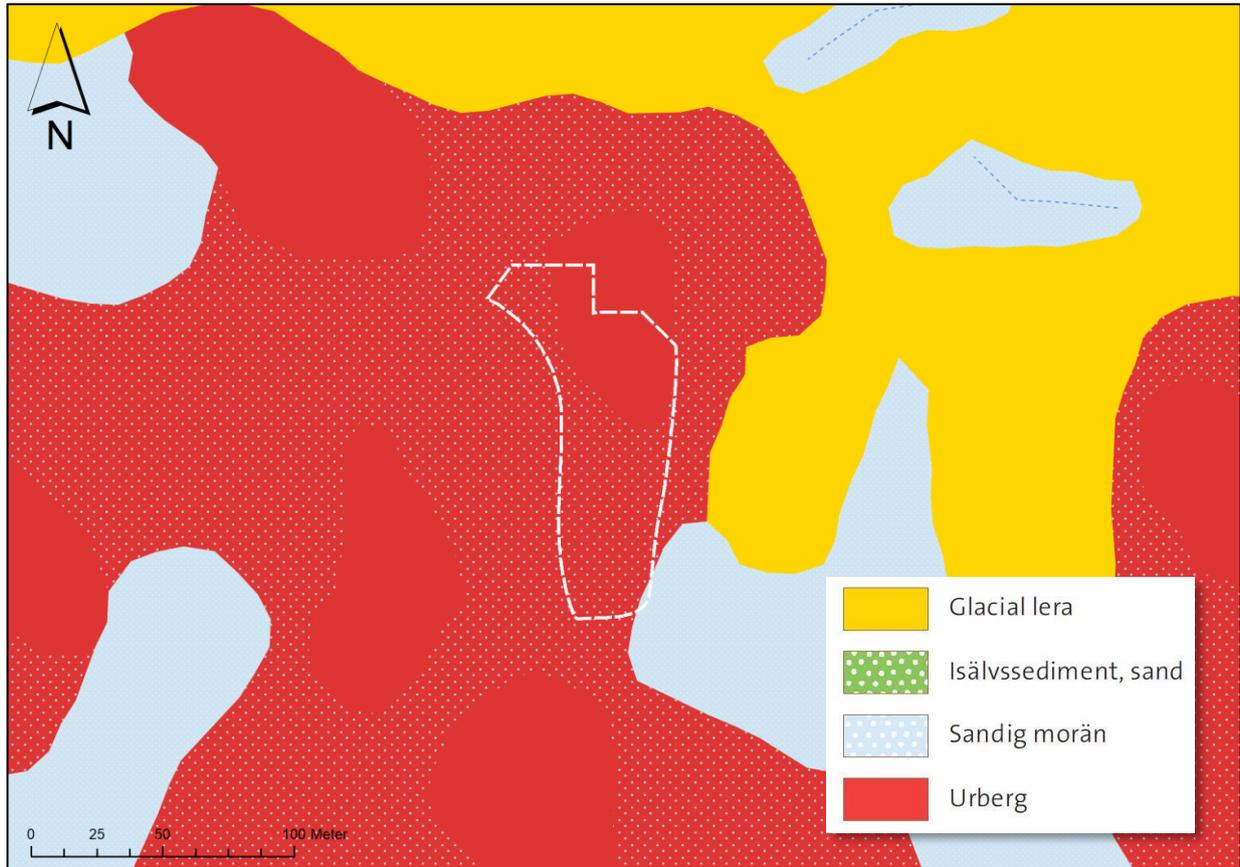 N
Glacial lera
Isälvssediment, sand
Sandig morän
Urberg
0 25 50 100 Meter